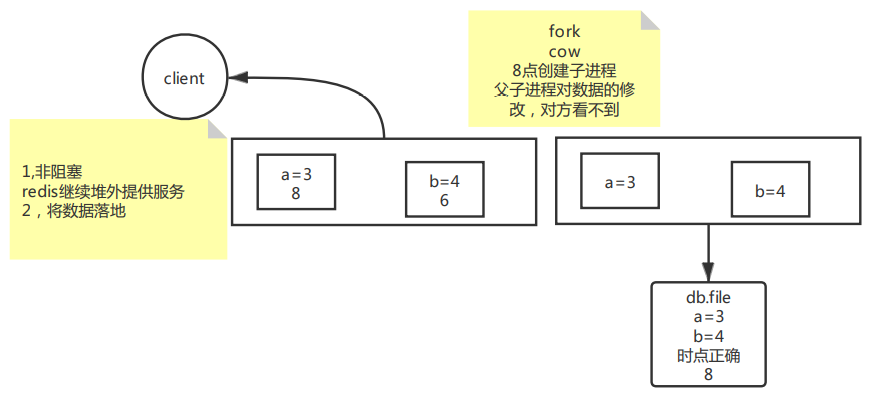 fork
cow
8点创建子进程
父子进程对数据的修
改，对方看不到
client
1,非阻塞
redis继续堆外提供服务
2，将数据落地
a=3
8
b=4
6
a=3
b=4
db.file
a=3
b=4
时点正确
8